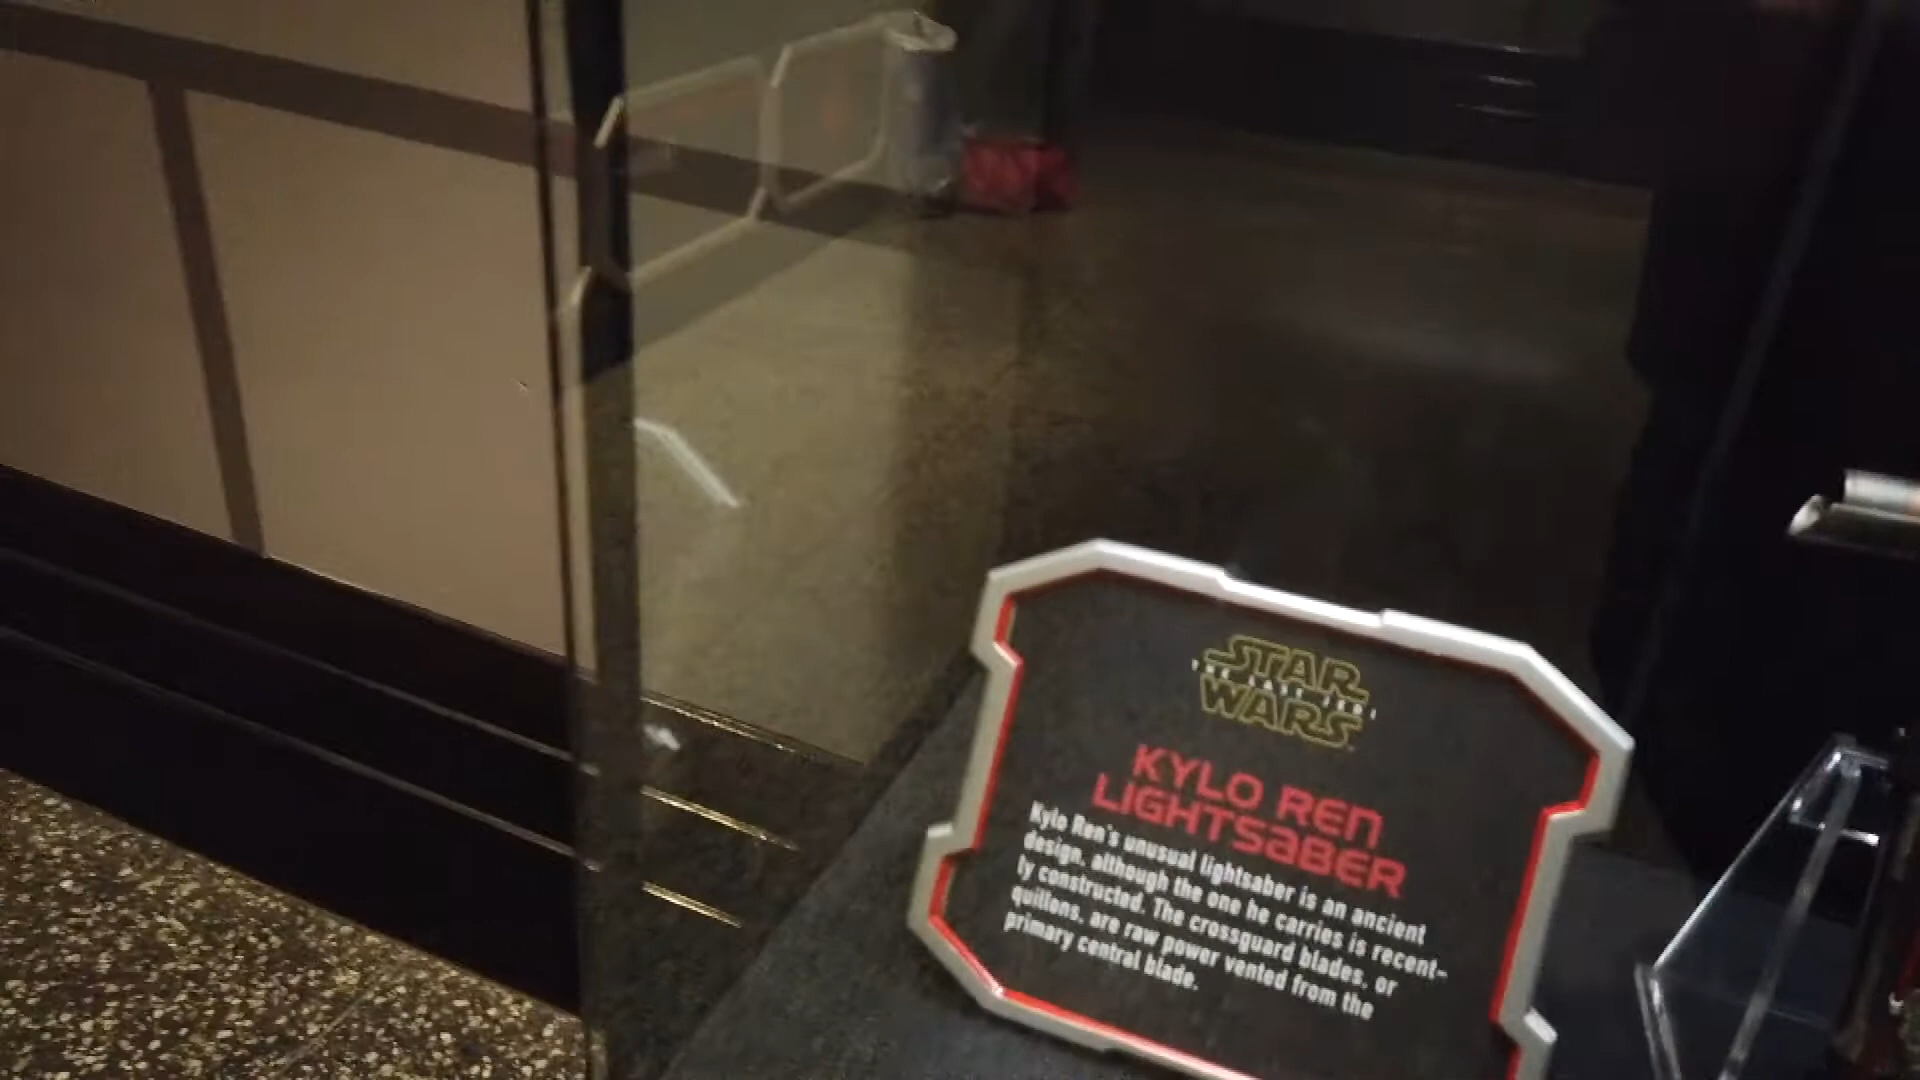 STAR
THE LAST JEDI
WARS
KYLO REN
LIGHTSABER
Kylo Ren's unusual lightsaber is an ancient
design, although the one he carries is recent-
ly constructed. The crossguard blades, or
quillons, are raw power vented from the
primary central blade.